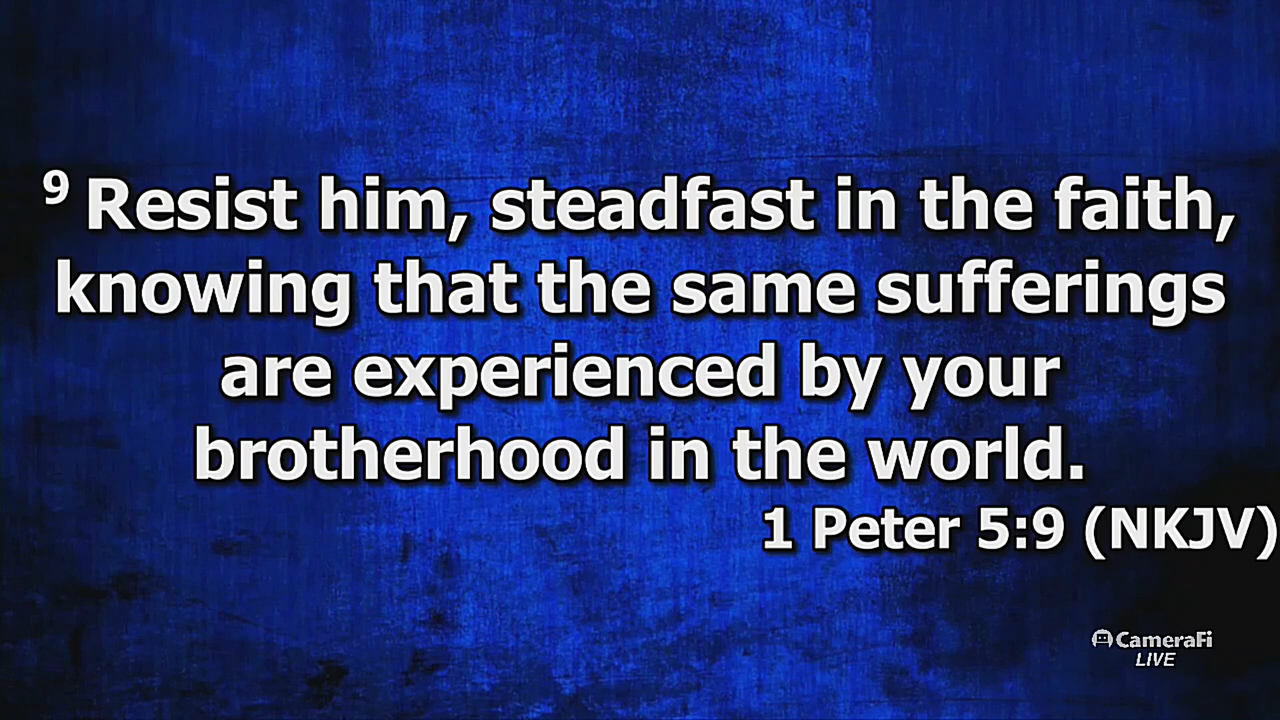 9 Resist him, steadfast in the faith,
knowing that the same sufferings
are experienced by your
brotherhood in the world.
1 Peter 5:9 (NKJV)
CameraFi
LIVE